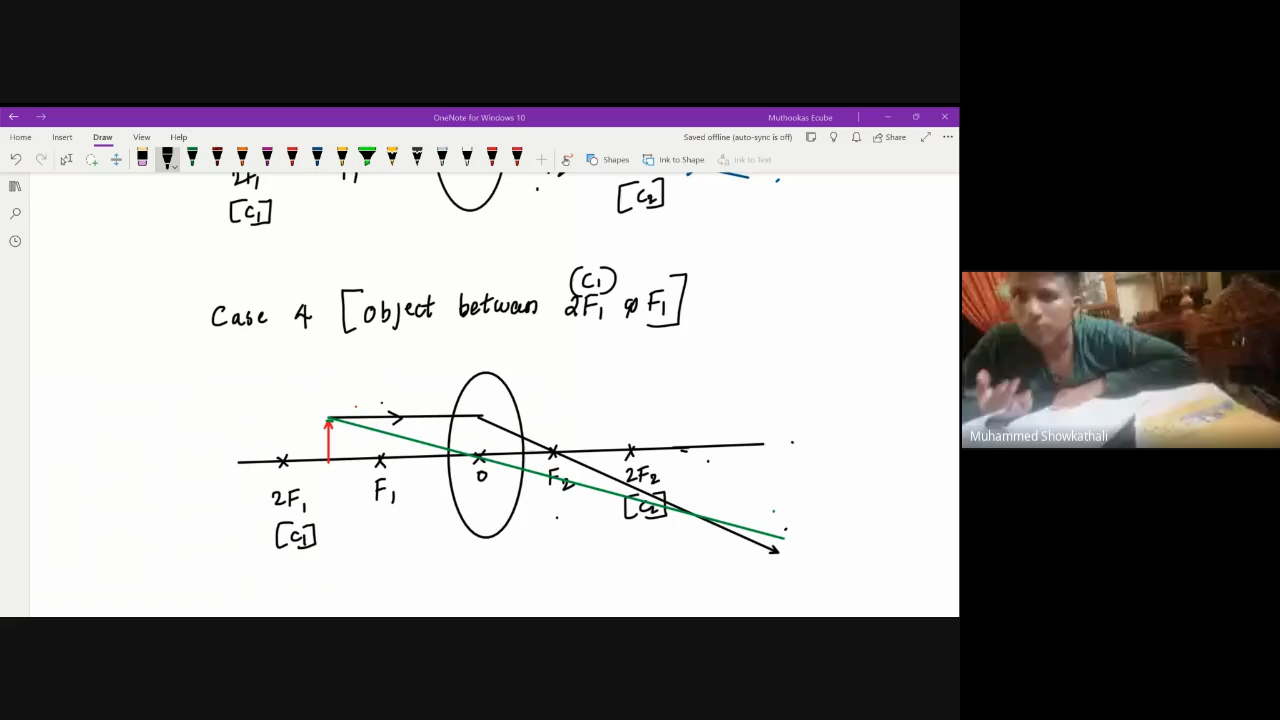 OneNote for Windows 10
Muthookas Ecube
Home Insert Draw View Help
Saved offline (auto-sync is off)
Share
Shapes
Ink to Shape
Ink to Text
2F1
[C1]
[C2]
(C1)
Case 4 [object between 2F1 & F1]
2F1
F1
O
F2
2F2
[C1]
[C2]
Muhammed Showkathali